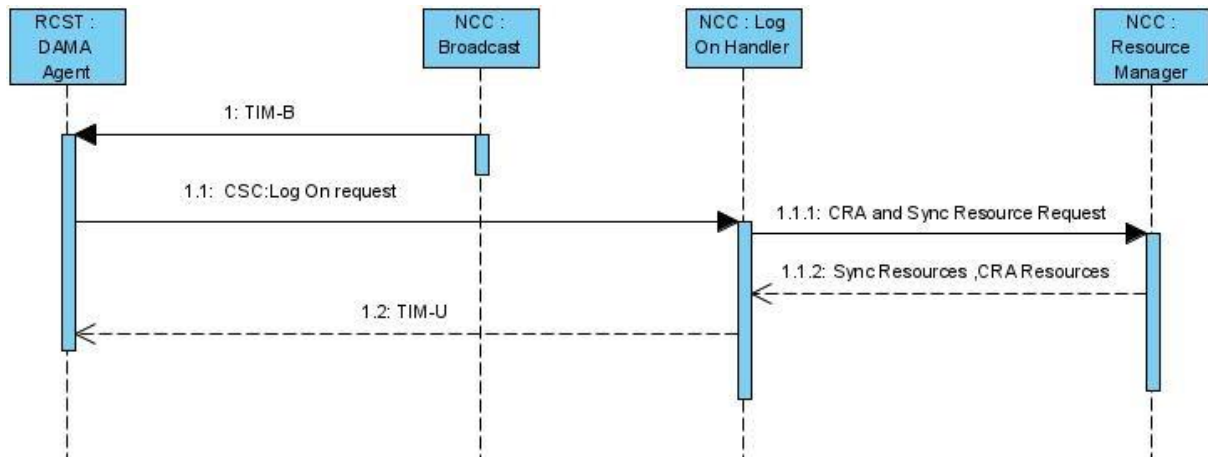 RCST :
DAMA
Agent
NCC :
Broadcast
NCC : Log
On Handler
NCC :
Resource
Manager
1: TIM-B
1.1: CSC:Log On request
1.1.1: CRA and Sync Resource Request
1.1.2: Sync Resources ,CRA Resources
1.2: TIM-U